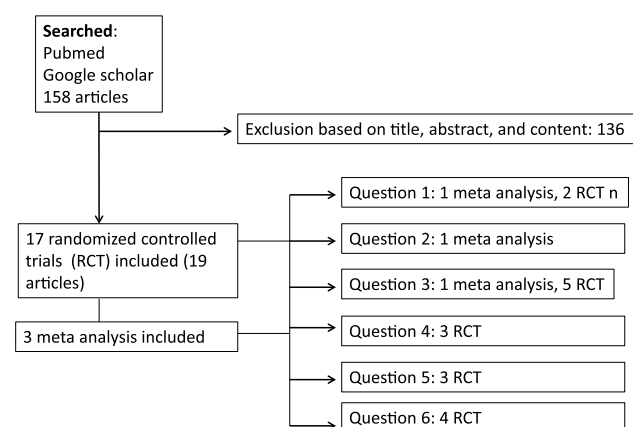 Searched:
Pubmed
Google scholar
158 articles
Exclusion based on title, abstract, and content: 136
Question 1: 1 meta analysis, 2 RCT n
17 randomized controlled
trials (RCT) included (19
articles)
Question 2: 1 meta analysis
Question 3: 1 meta analysis, 5 RCT
3 meta analysis included
Question 4: 3 RCT
Question 5: 3 RCT
Question 6: 4 RCT